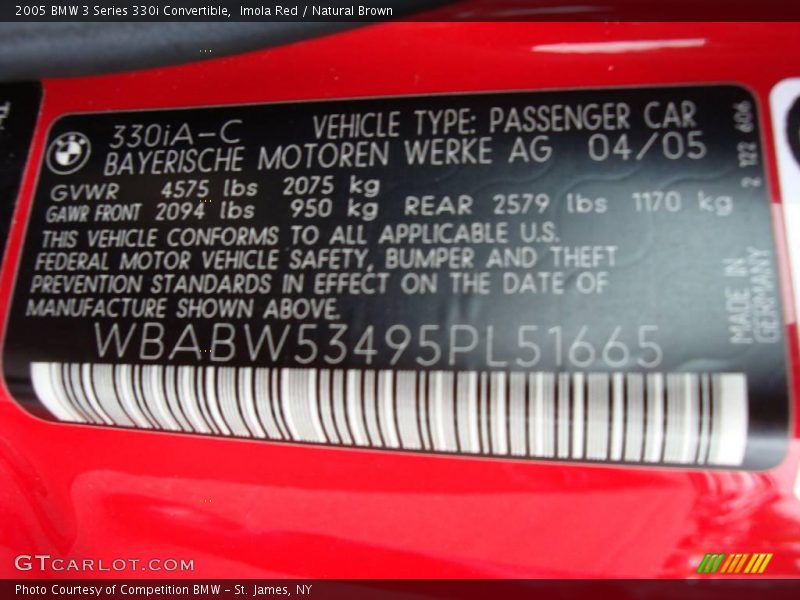 2005 BMW 3 Series 330i Convertible,  Imola Red / Natural Brown
330iA-C VEHICLE TYPE: PASSENGER CAR
BAYERISCHE MOTOREN WERKE AG 04/05
GVWR 4575 lbs 2075 kg
GAWR FRONT 2094 lbs 950 kg REAR 2579 lbs 1170 kg
THIS VEHICLE CONFORMS TO ALL APPLICABLE U.S.
FEDERAL MOTOR VEHICLE SAFETY, BUMPER AND THEFT
PREVENTION STANDARDS IN EFFECT ON THE DATE OF
MANUFACTURE SHOWN ABOVE.
WBABW53495PL51665
2 122 606
MADE IN
GERMANY
GTCARLOT.COM
Photo Courtesy of Competition BMW - St. James, NY